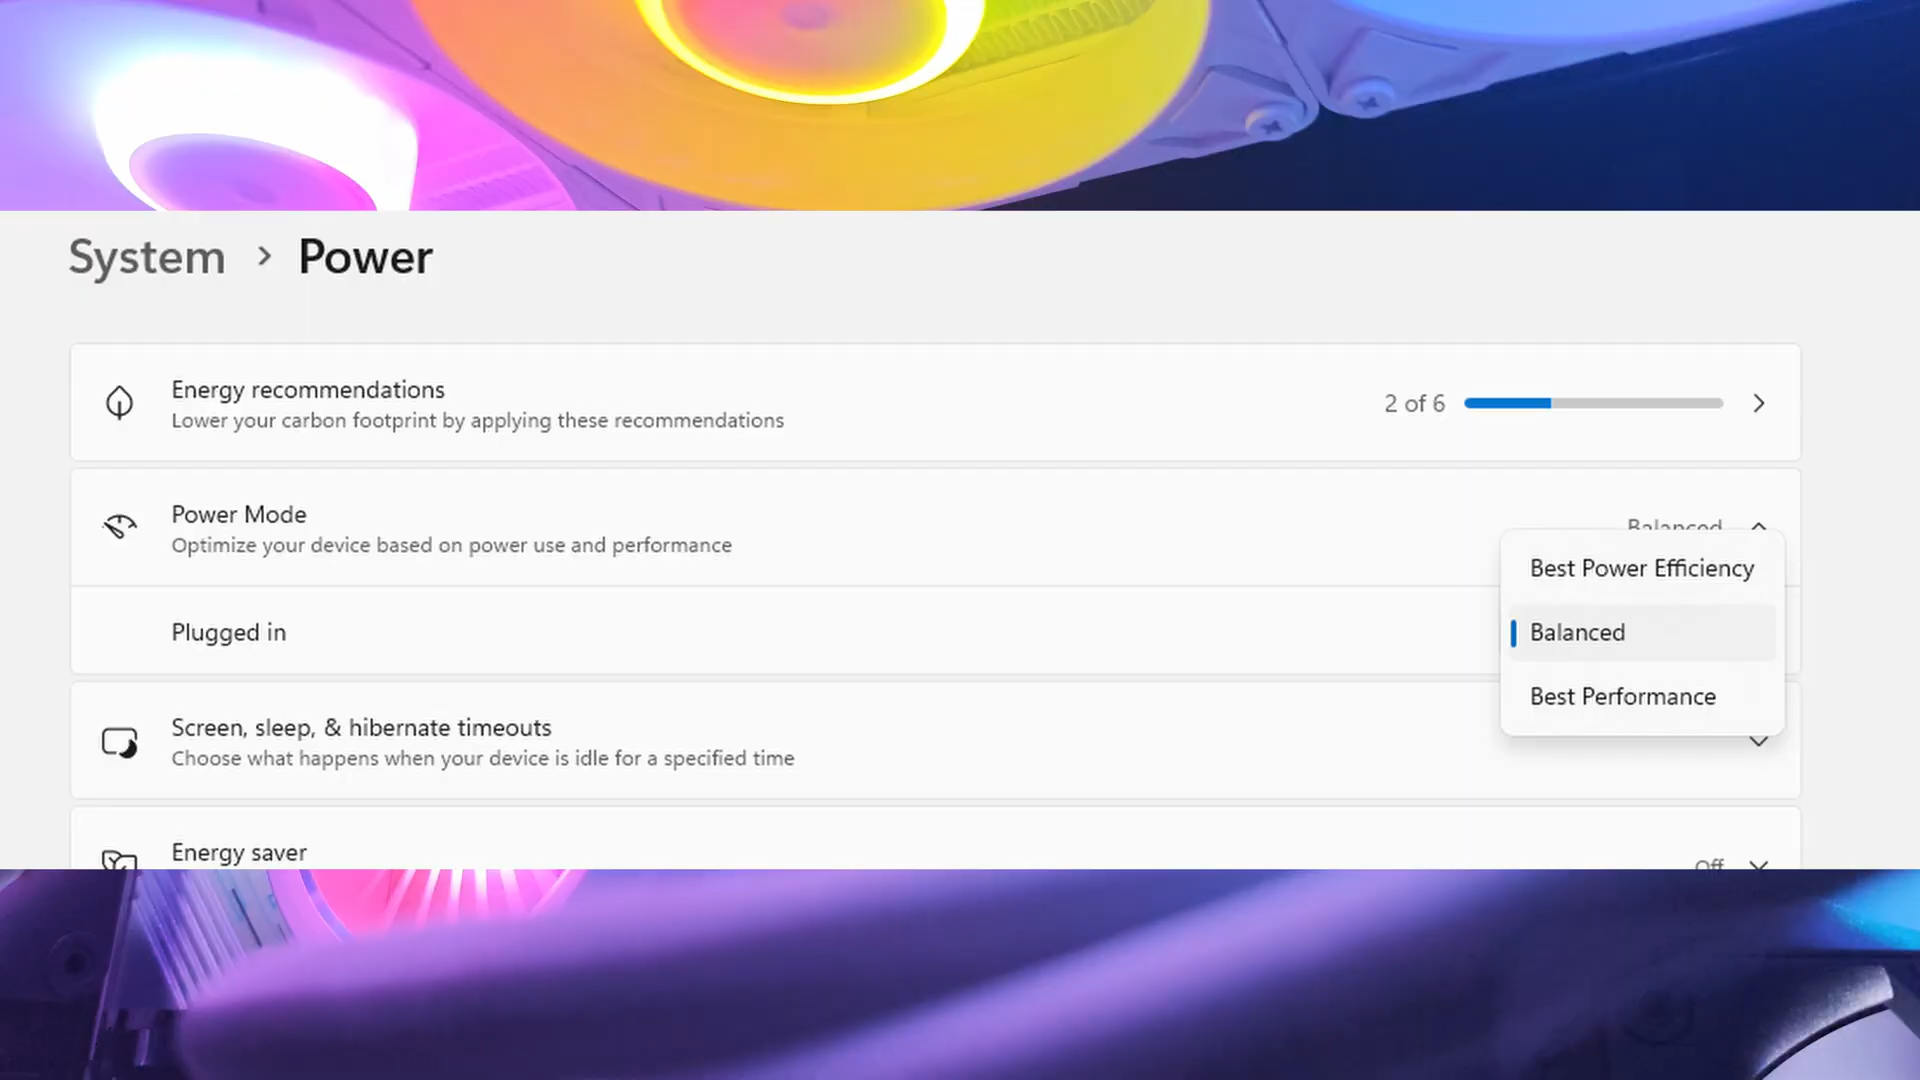 System > Power
Energy recommendations
Lower your carbon footprint by applying these recommendations
2 of 6
Power Mode
Optimize your device based on power use and performance
Balanced
Plugged in
Best Power Efficiency
Balanced
Best Performance
Screen, sleep, & hibernate timeouts
Choose what happens when your device is idle for a specified time
Energy saver
Off